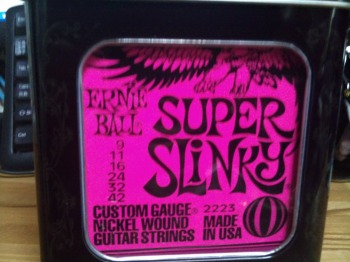 ERNIE
BALL
SUPER
SLINKY
9
11
16
24
32
42
CUSTOM GAUGE® 2223
NICKEL WOUND MADE
GUITAR STRINGS IN USA